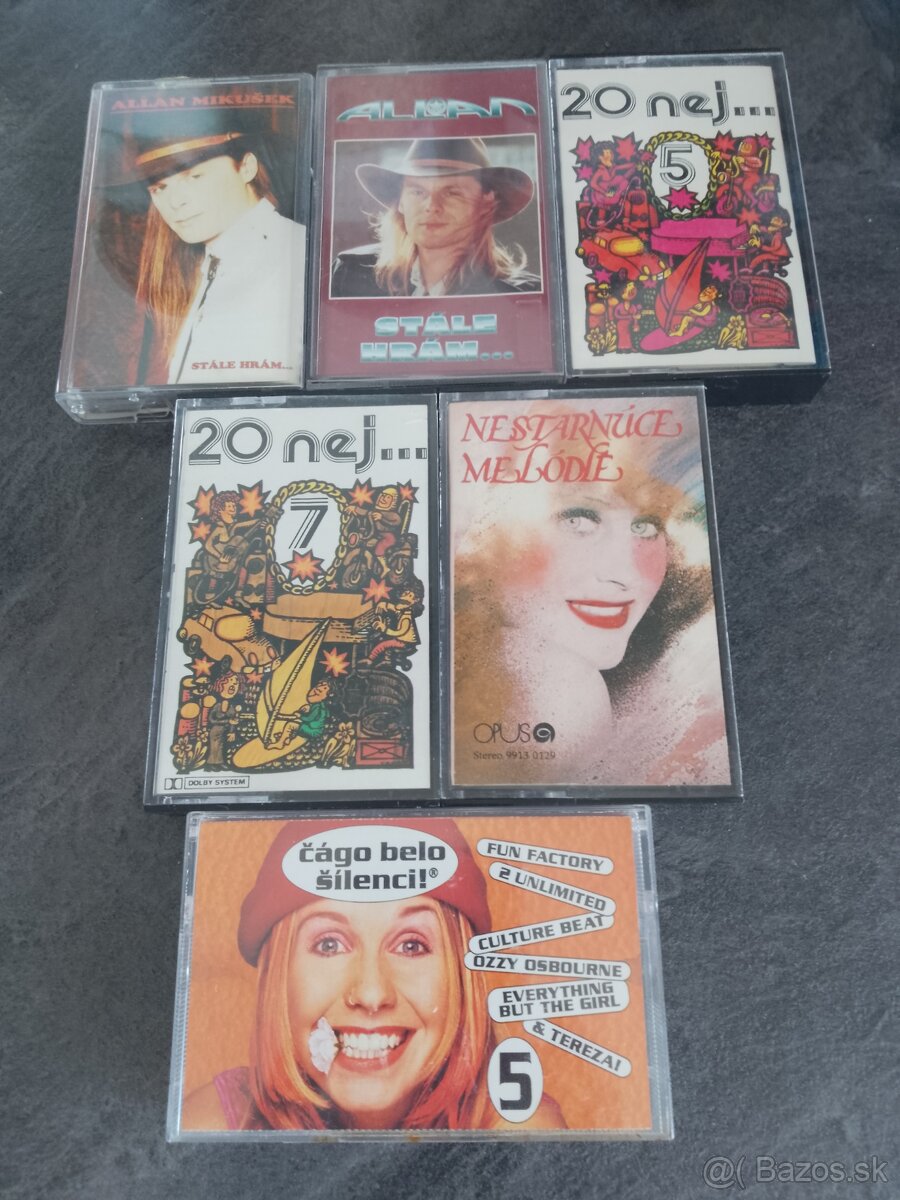 ALLAN MIKUŠEK
STÁLE HRÁM...
ALLAN
STÁLE
HRÁM...
20 nej...
5
20 nej...
7
DOLBY SYSTEM
NESTARNÚCE
MELÓDIE
OPUS
Stereo 9913 0129
čágo belo
šílenci!®
FUN FACTORY
2 UNLIMITED
CULTURE BEAT
OZZY OSBOURNE
EVERYTHING
BUT THE GIRL
& TEREZA!
5
@( Bazos.sk